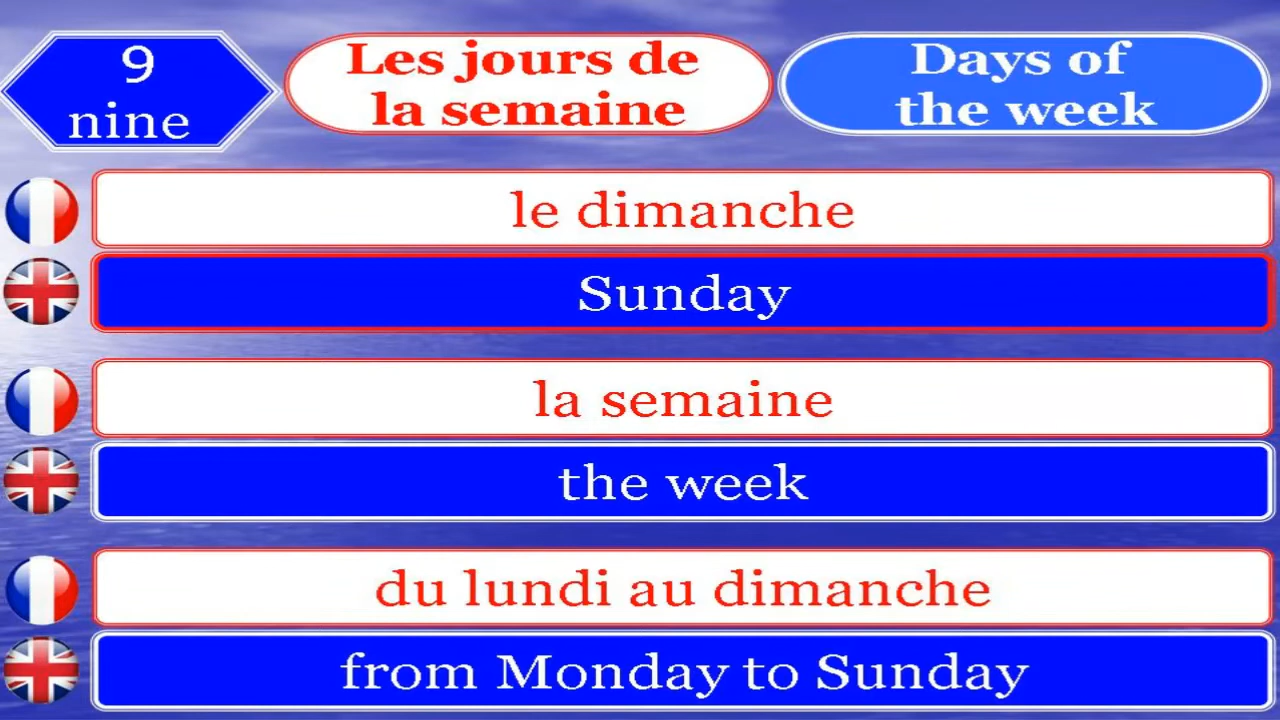 9
nine
Les jours de
la semaine
Days of
the week
le dimanche
Sunday
la semaine
the week
du lundi au dimanche
from Monday to Sunday